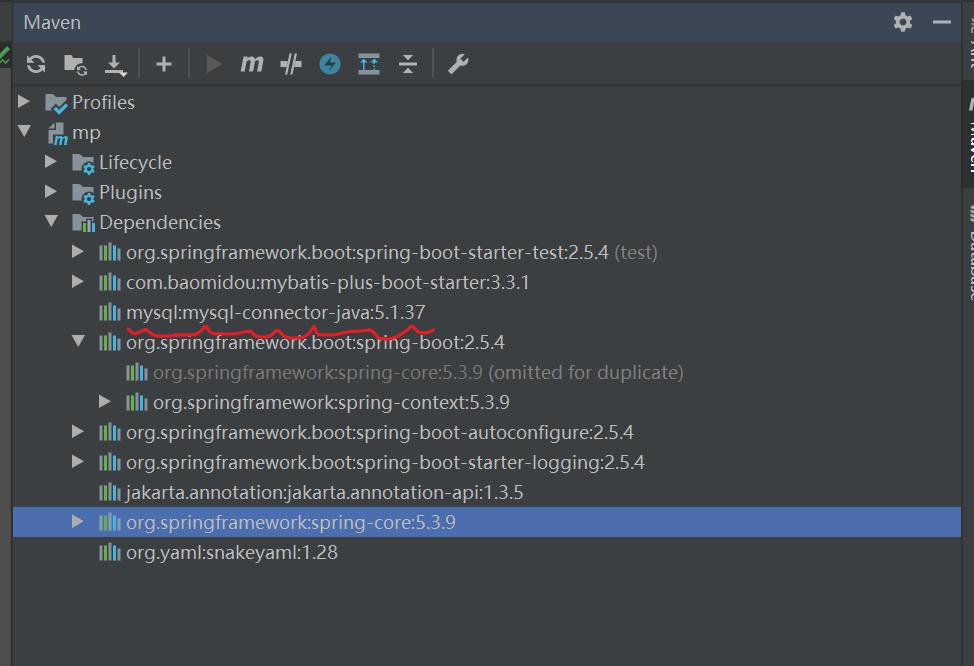 Maven
Profiles
mp
Lifecycle
Plugins
Dependencies
org.springframework.boot:spring-boot-starter-test:2.5.4 (test)
com.baomidou:mybatis-plus-boot-starter:3.3.1
mysql:mysql-connector-java:5.1.37
org.springframework.boot:spring-boot:2.5.4
org.springframework:spring-core:5.3.9 (omitted for duplicate)
org.springframework:spring-context:5.3.9
org.springframework.boot:spring-boot-autoconfigure:2.5.4
org.springframework.boot:spring-boot-starter-logging:2.5.4
jakarta.annotation:jakarta.annotation-api:1.3.5
org.springframework:spring-core:5.3.9
org.yaml:snakeyaml:1.28